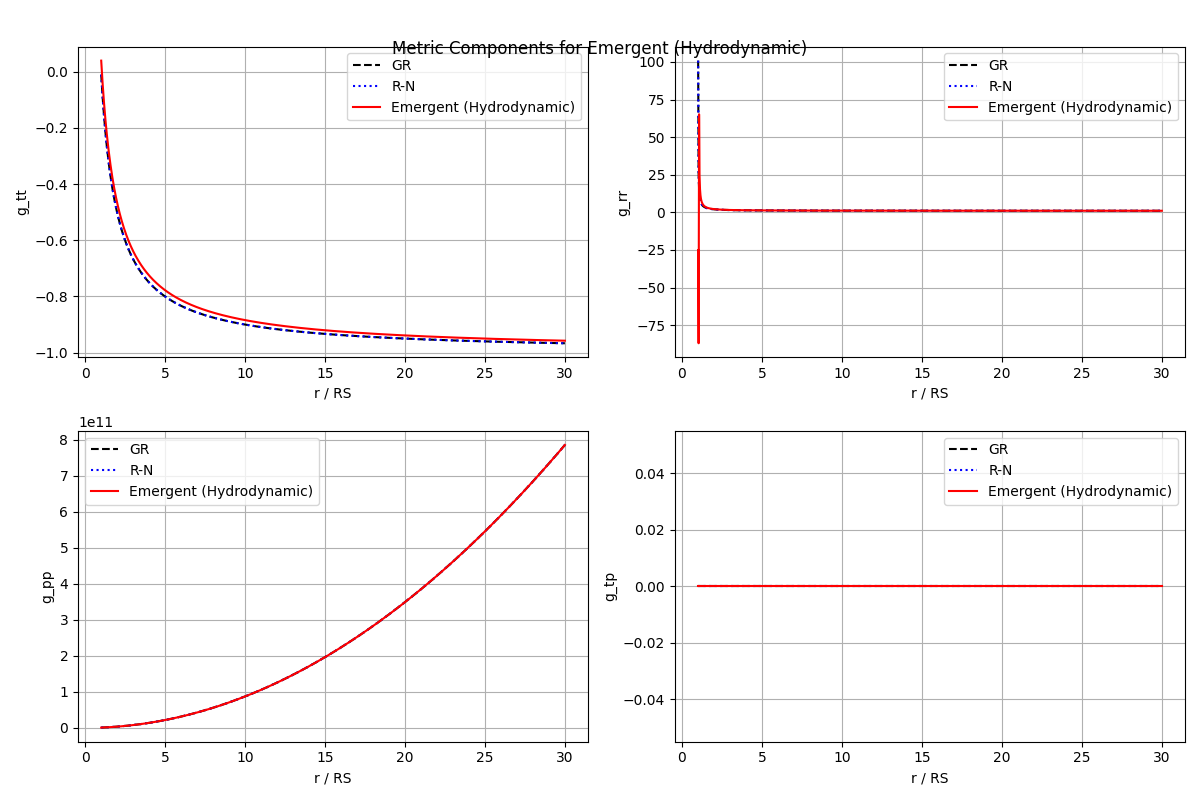 Metric Components for Emergent (Hydrodynamic)
g_tt
0.0
−0.2
−0.4
−0.6
−0.8
−1.0
GR
R-N
Emergent (Hydrodynamic)
0 5 10 15 20 25 30
r / RS
g_rr
100
75
50
25
0
−25
−50
−75
GR
R-N
Emergent (Hydrodynamic)
0 5 10 15 20 25 30
r / RS
1e11
g_pp
8
7
6
5
4
3
2
1
0
GR
R-N
Emergent (Hydrodynamic)
0 5 10 15 20 25 30
r / RS
g_tp
0.04
0.02
0.00
−0.02
−0.04
GR
R-N
Emergent (Hydrodynamic)
0 5 10 15 20 25 30
r / RS